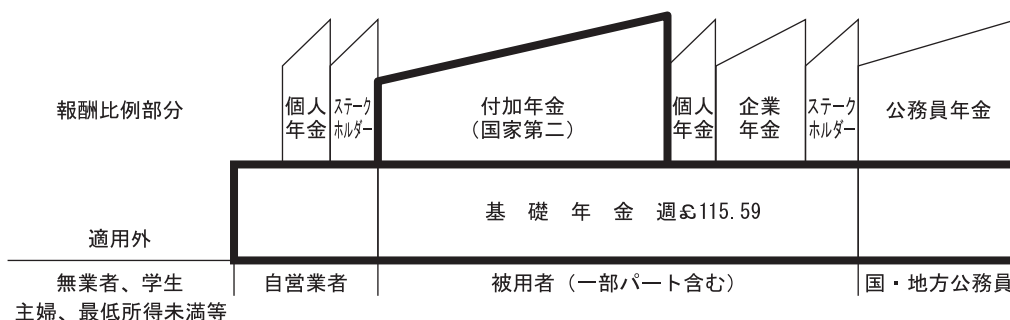 報酬比例部分
個人
年金
ステーク
ホルダー
付加年金
(国家第二)
個人
年金
企業
年金
ステーク
ホルダー
公務員年金
基礎年金 週£115.59
適用外
無業者、学生
主婦、最低所得未満等
自営業者
被用者（一部パート含む）
国・地方公務員